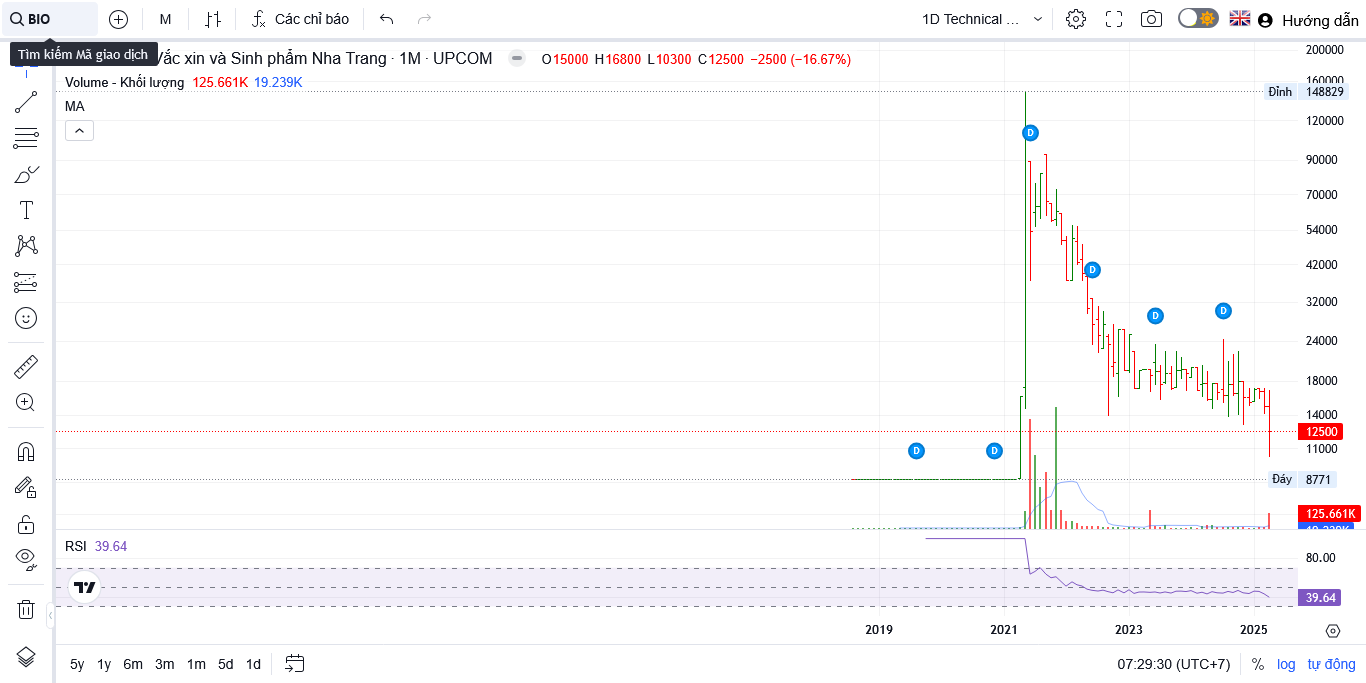 BIO
M
Các chỉ báo
1D Technical ...
Hướng dẫn
Tìm kiếm Mã giao dịch
Vắc xin và Sinh phẩm Nha Trang · 1M · UPCOM
O15000 H16800 L10300 C12500 −2500 (−16.67%)
Volume - Khối lượng 125.661K 19.239K
MA
200000
160000
Đỉnh 148829
120000
90000
70000
54000
42000
32000
24000
18000
14000
12500
11000
Đáy 8771
125.661K
D
D
D
D
D
D
RSI 39.64
80.00
39.64
2019
2021
2023
2025
5y 1y 6m 3m 1m 5d 1d
07:29:30 (UTC+7)
% log tự động